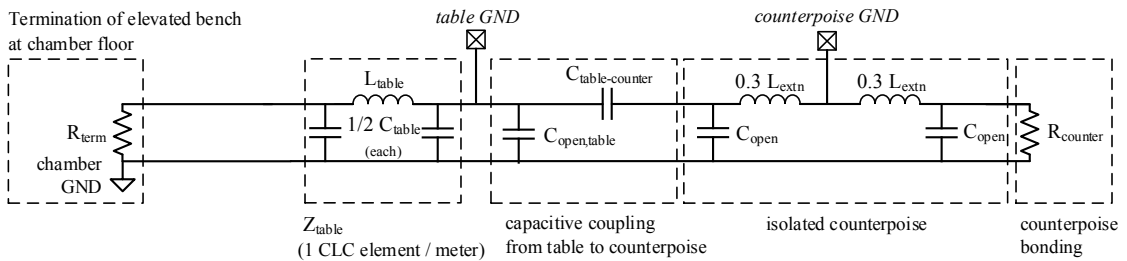 Termination of elevated bench
at chamber floor
table GND
counterpoise GND
R_term
chamber
GND
L_table
1/2 C_table
(each)
C_open,table
C_table-counter
C_open
0.3 L_extn
0.3 L_extn
C_open
R_counter
Z_table
(1 CLC element / meter)
capacitive coupling
from table to counterpoise
isolated counterpoise
counterpoise
bonding